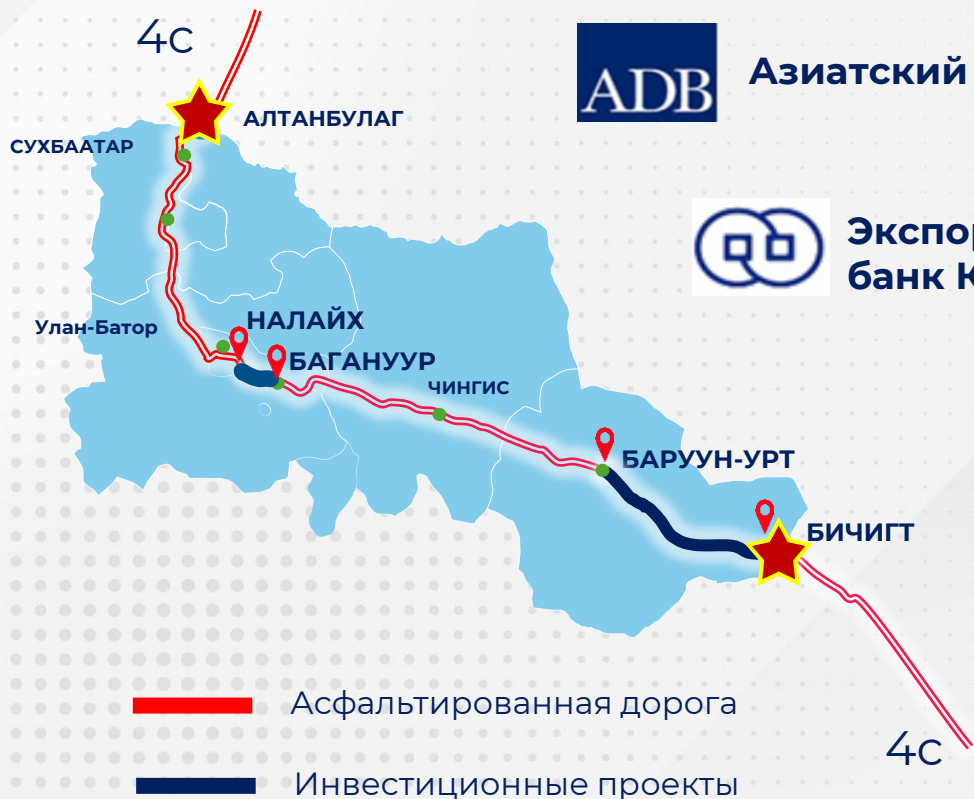 4с
ADB
Азиатский
АЛТАНБУЛАГ
СУХБААТАР
Экспор
банк К
Улан-Батор
НАЛАЙХ
БАГАНУУР
ЧИНГИС
БАРУУН-УРТ
БИЧИГТ
Асфальтированная дорога
4с
Инвестиционные проекты